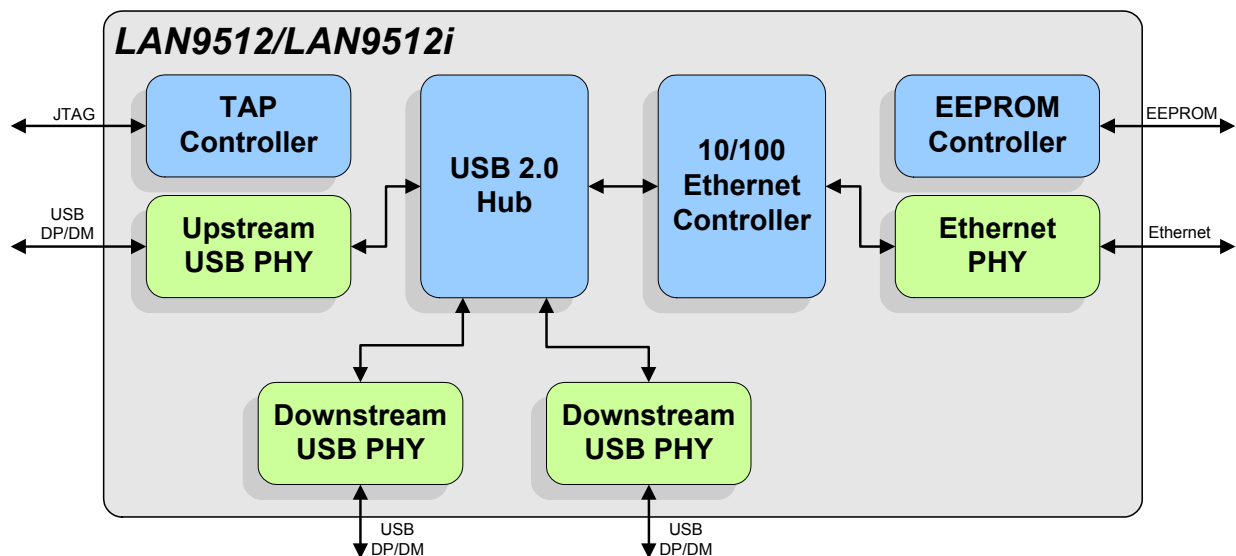 LAN9512/LAN9512i
JTAG
TAP
Controller
USB 2.0
Hub
10/100
Ethernet
Controller
EEPROM
Controller
EEPROM
USB
DP/DM
Upstream
USB PHY
Ethernet
PHY
Ethernet
Downstream
USB PHY
Downstream
USB PHY
USB
DP/DM
USB
DP/DM